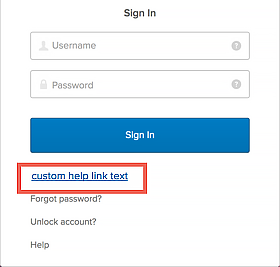 Sign In
Username
Password
Sign In
custom help link text
Forgot password?
Unlock account?
Help